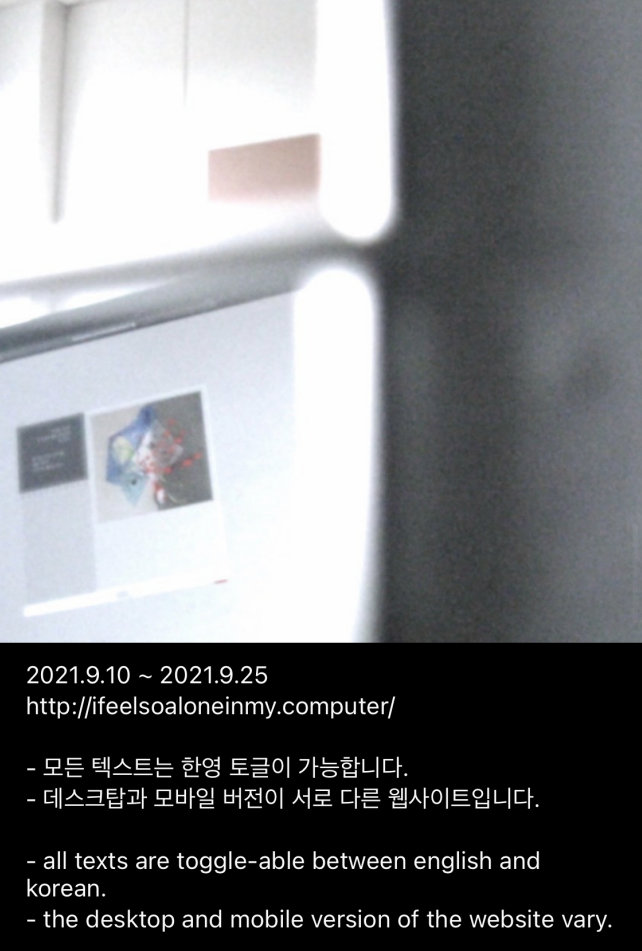 2021.9.10 ~ 2021.9.25
http://ifeelsoaloneinmy.computer/
- 모든 텍스트는 한영 토글이 가능합니다.
- 데스크탑과 모바일 버전이 서로 다른 웹사이트입니다.
- all texts are toggle-able between english and
korean.
- the desktop and mobile version of the website vary.